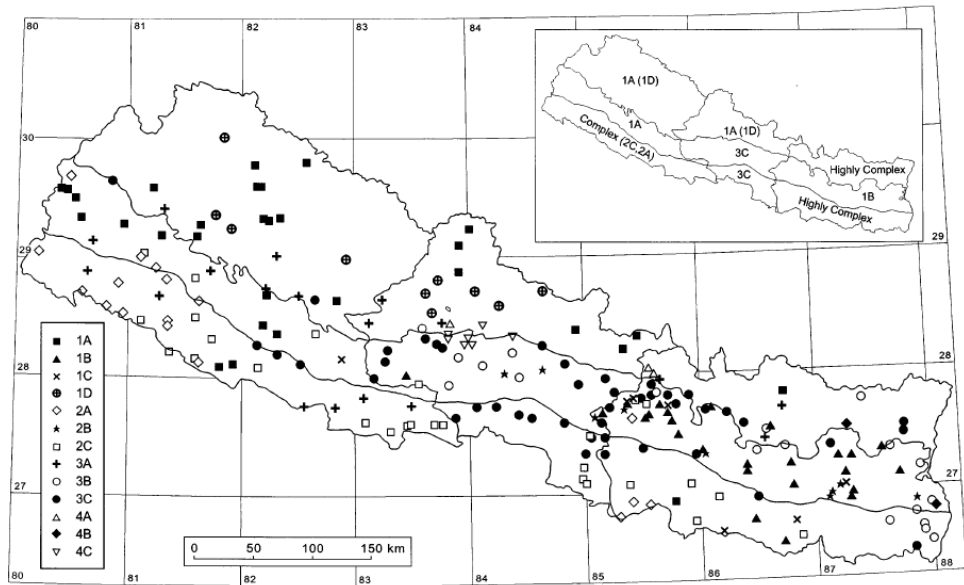 80 81 82 83 84
1A (1D)
1A
1A (1D)
Complex (2C,2A)
3C
3C
Highly Complex
1B
Highly Complex
30
29
29
28
28
27
27
1A
1B
1C
1D
2A
2B
2C
3A
3B
3C
4A
4B
4C
0 50 100 150 km
80 81 82 83 84 85 86 87 88